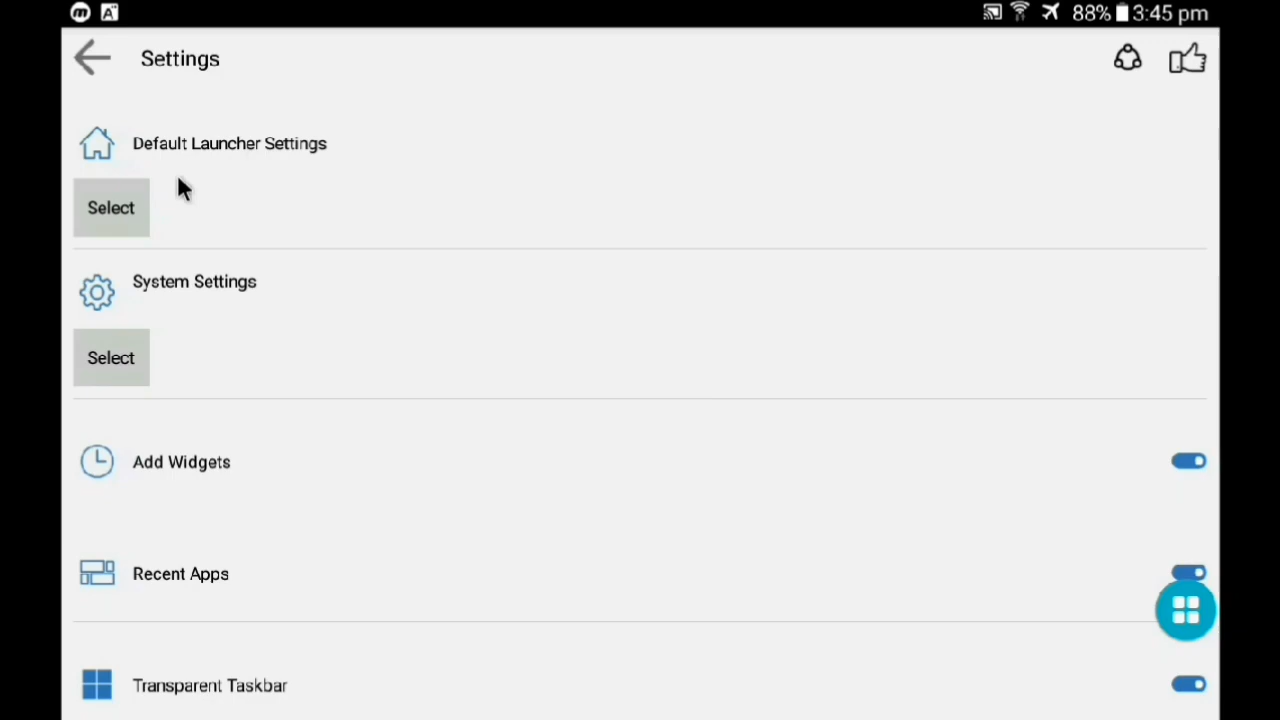 88% 3:45 pm
Settings
Default Launcher Settings
Select
System Settings
Select
Add Widgets
Recent Apps
Transparent Taskbar